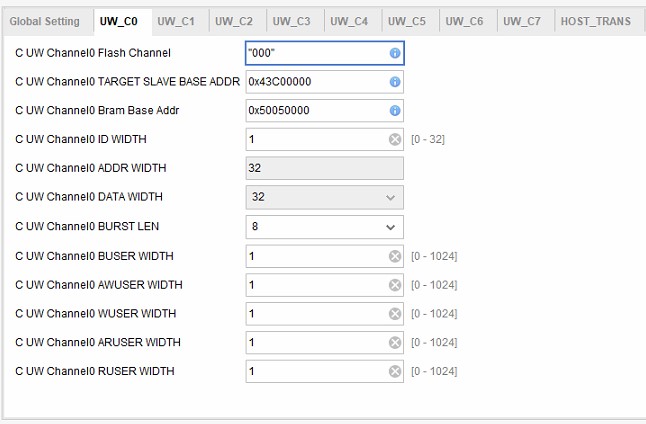 Global Setting UW_C0 UW_C1 UW_C2 UW_C3 UW_C4 UW_C5 UW_C6 UW_C7 HOST_TRANS
C UW Channel0 Flash Channel "000"
C UW Channel0 TARGET SLAVE BASE ADDR 0x43C00000
C UW Channel0 Bram Base Addr 0x50050000
C UW Channel0 ID WIDTH 1 [0 - 32]
C UW Channel0 ADDR WIDTH 32
C UW Channel0 DATA WIDTH 32
C UW Channel0 BURST LEN 8
C UW Channel0 BUSER WIDTH 1 [0 - 1024]
C UW Channel0 AWUSER WIDTH 1 [0 - 1024]
C UW Channel0 WUSER WIDTH 1 [0 - 1024]
C UW Channel0 ARUSER WIDTH 1 [0 - 1024]
C UW Channel0 RUSER WIDTH 1 [0 - 1024]